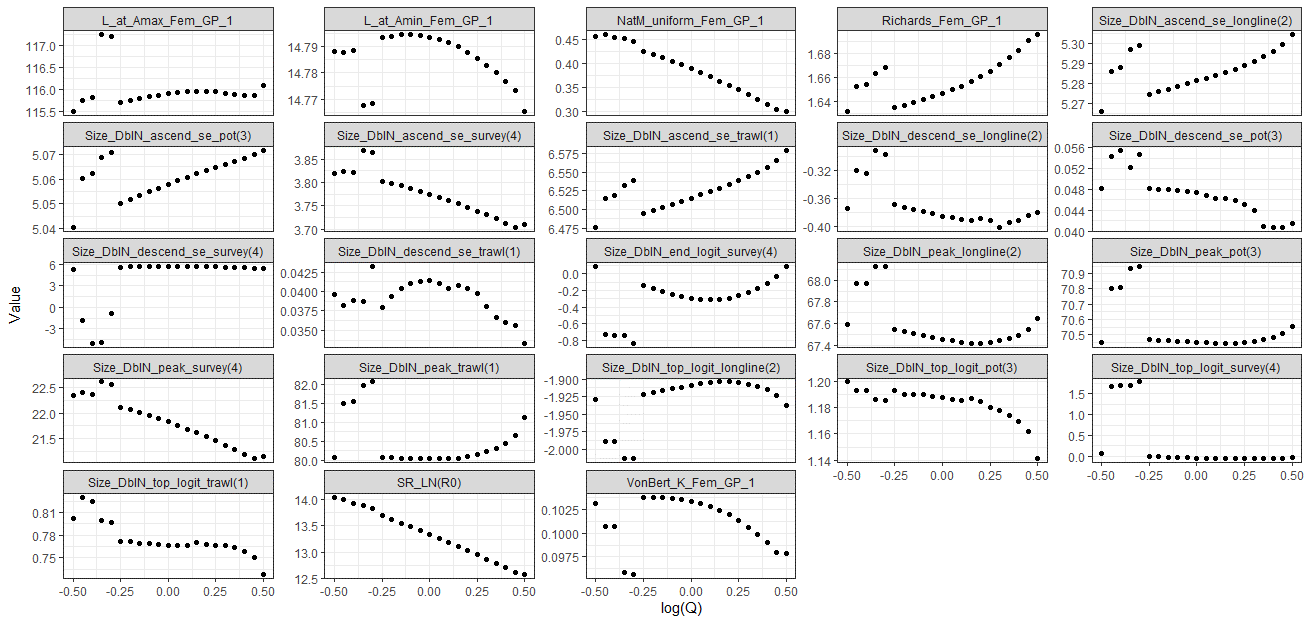 L_at_Amax_Fem_GP_1 L_at_Amin_Fem_GP_1 NatM_uniform_Fem_GP_1 Richards_Fem_GP_1 Size_DblN_ascend_se_longline(2)
117.0 14.79 0.45 1.68 5.30
116.5 0.40 5.29
116.0 14.78 0.35 1.66 5.28
115.5 14.77 0.30 1.64 5.27
Size_DblN_ascend_se_pot(3) Size_DblN_ascend_se_survey(4) Size_DblN_ascend_se_trawl(1) Size_DblN_descend_se_longline(2) Size_DblN_descend_se_pot(3)
5.07 3.85 6.575 -0.32 0.056
5.06 3.80 6.550 0.052
5.05 3.75 6.525 -0.36 0.048
5.04 3.70 6.500 -0.40 0.044
6.475 0.040
Size_DblN_descend_se_survey(4) Size_DblN_descend_se_trawl(1) Size_DblN_end_logit_survey(4) Size_DblN_peak_longline(2) Size_DblN_peak_pot(3)
6 0.0425 0.0 68.0 70.9
3 0.0400 -0.2 67.8 70.8
0 0.0375 -0.4 67.6 70.7
-3 0.0350 -0.6 67.4 70.6
-0.8 70.5
Value
Size_DblN_peak_survey(4) Size_DblN_peak_trawl(1) Size_DblN_top_logit_longline(2) Size_DblN_top_logit_pot(3) Size_DblN_top_logit_survey(4)
22.5 82.0 -1.900 1.20 1.5
22.0 81.5 -1.925 1.18 1.0
21.5 81.0 -1.950 1.16 0.5
80.5 -1.975 1.14 0.0
80.0 -2.000
-0.50 -0.25 0.00 0.25 0.50 -0.50 -0.25 0.00 0.25 0.50
Size_DblN_top_logit_trawl(1) SR_LN(R0) VonBert_K_Fem_GP_1
0.81 14.0 0.1025
0.78 13.5 0.1000
0.75 13.0 0.0975
12.5
-0.50 -0.25 0.00 0.25 0.50 -0.50 -0.25 0.00 0.25 0.50 -0.50 -0.25 0.00 0.25 0.50
log(Q)